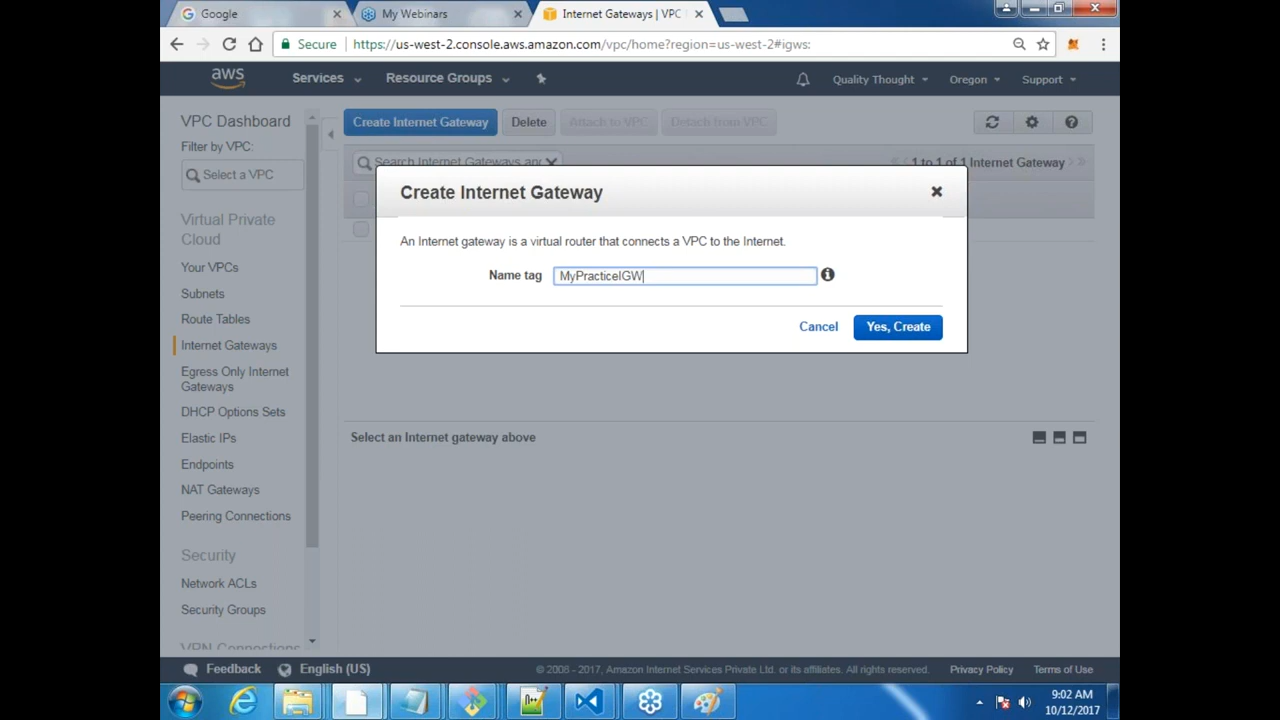 Google
My Webinars
Internet Gateways | VPC
Secure
https://us-west-2.console.aws.amazon.com/vpc/home?region=us-west-2#igws:
aws
Services
Resource Groups
Quality Thought
Oregon
Support
VPC Dashboard
Filter by VPC:
Select a VPC
Virtual Private
Cloud
Your VPCs
Subnets
Route Tables
Internet Gateways
Egress Only Internet
Gateways
DHCP Options Sets
Elastic IPs
Endpoints
NAT Gateways
Peering Connections
Security
Network ACLs
Security Groups
VPN Connections
Create Internet Gateway
Delete
Attach to VPC
Detach from VPC
Search Internet Gateways and
1 to 1 of 1 Internet Gateway
Create Internet Gateway
An Internet gateway is a virtual router that connects a VPC to the Internet.
Name tag
MyPracticeIGW
Cancel
Yes, Create
Select an Internet gateway above
Feedback
English (US)
© 2008 - 2017, Amazon Internet Services Private Ltd. or its affiliates. All rights reserved.
Privacy Policy
Terms of Use
9:02 AM
10/12/2017